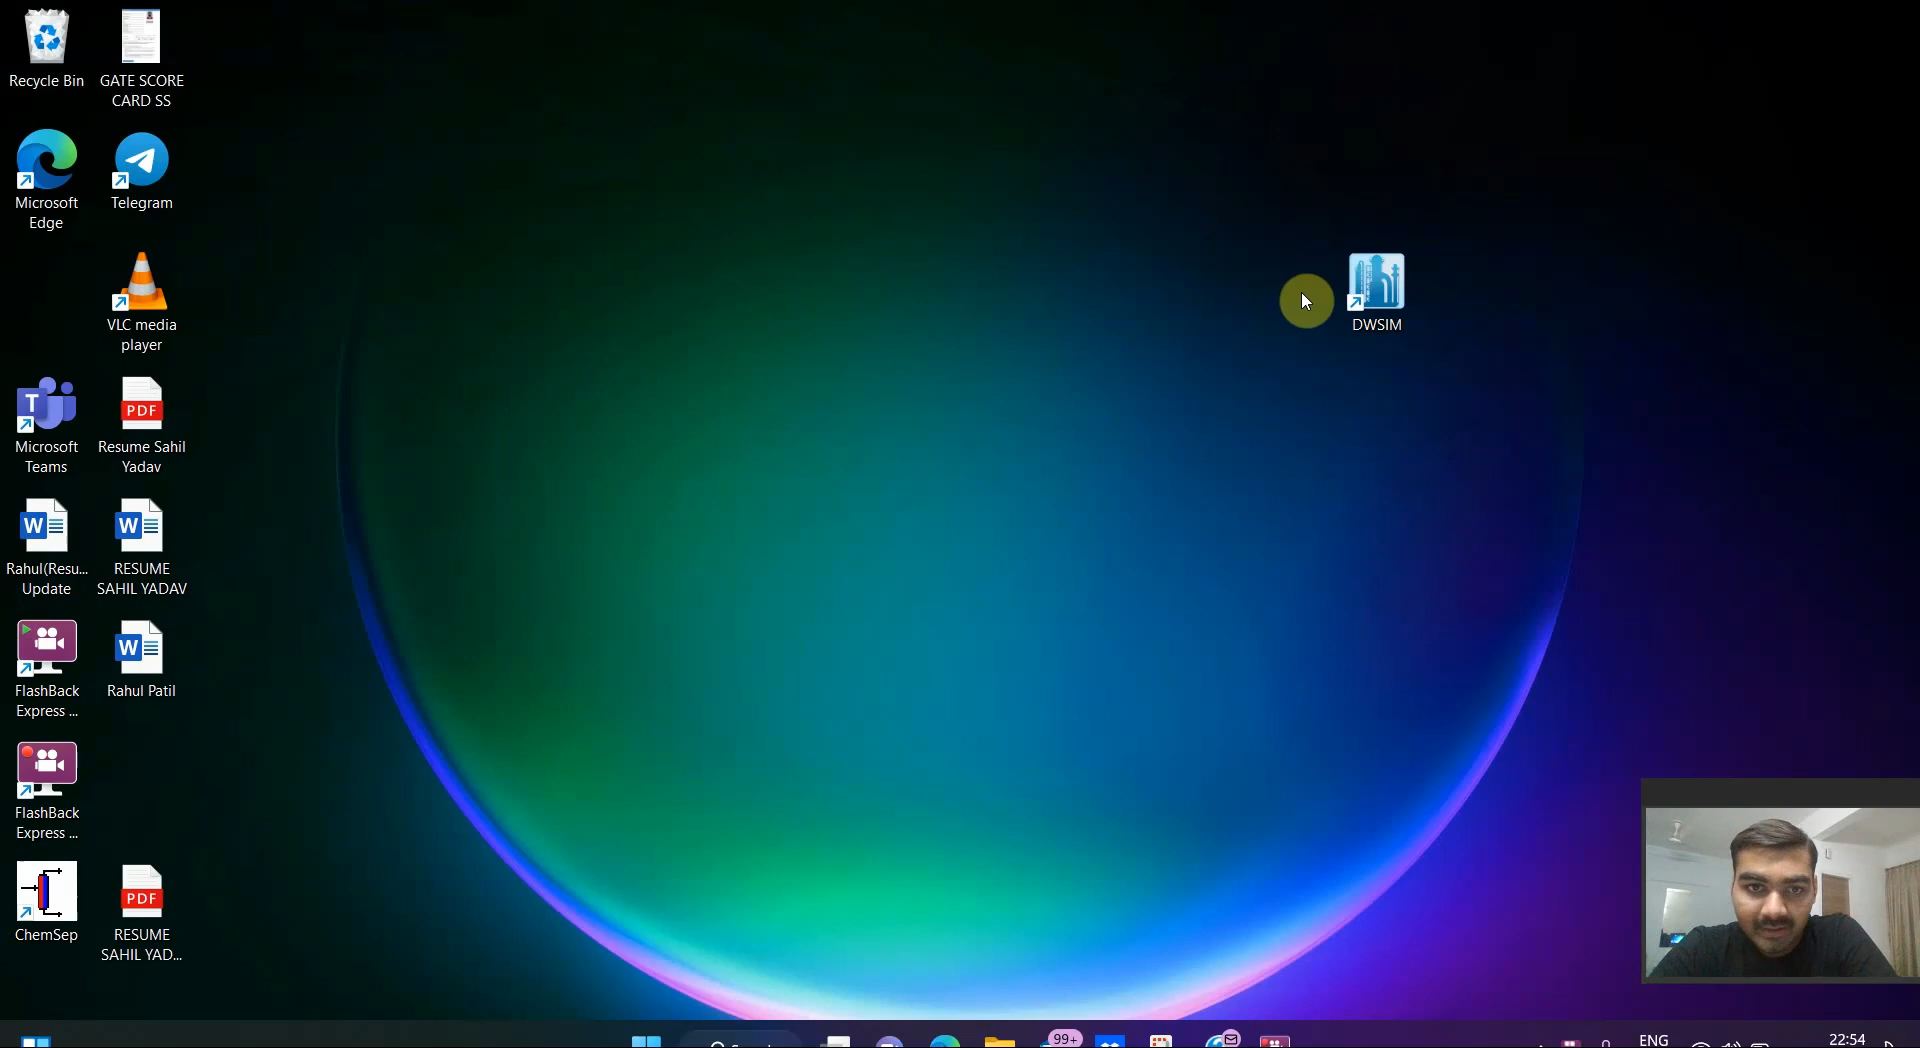 Recycle Bin
GATE SCORE
CARD SS
Microsoft
Edge
Telegram
VLC media
player
Microsoft
Teams
PDF
Resume Sahil
Yadav
Rahul(Resu...
Update
RESUME
SAHIL YADAV
FlashBack
Express ...
Rahul Patil
FlashBack
Express ...
ChemSep
PDF
RESUME
SAHIL YAD...
DWSIM
99+
ENG
22:54